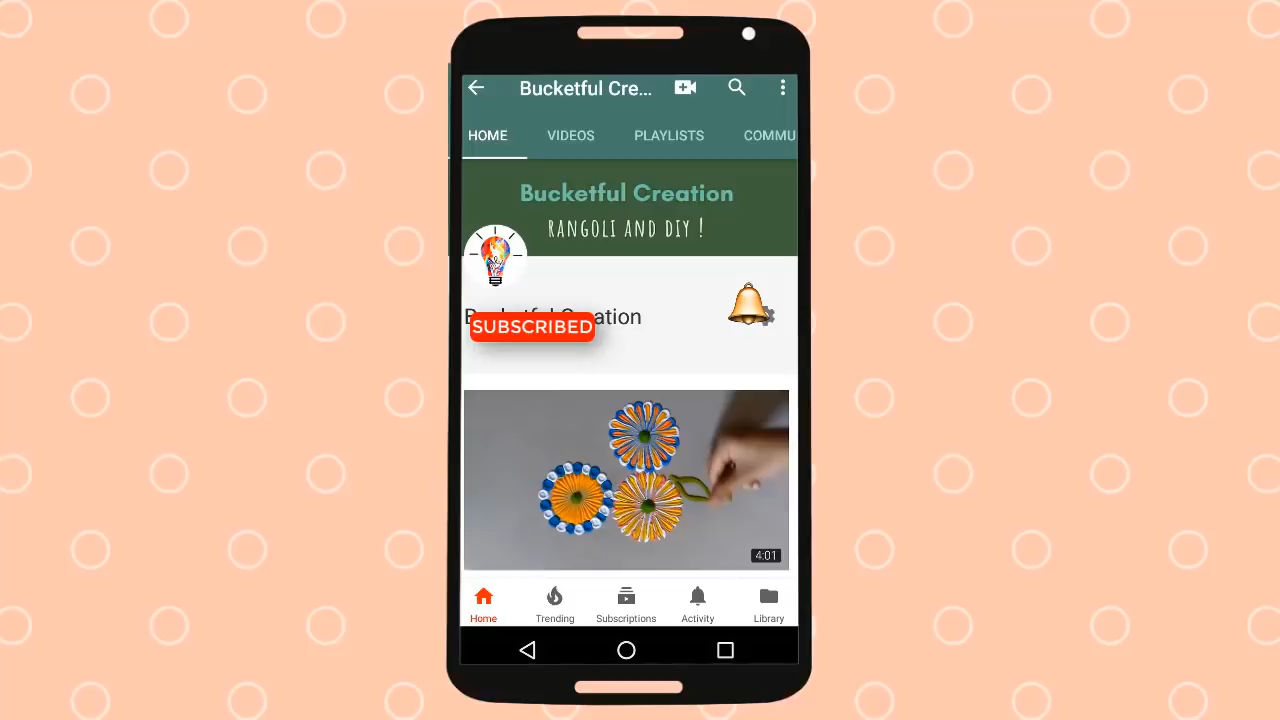 Bucketful Cre...
HOME VIDEOS PLAYLISTS COMMU
Bucketful Creation
RANGOLI AND DIY !
ation
SUBSCRIBED
4:01
Home Trending Subscriptions Activity Library